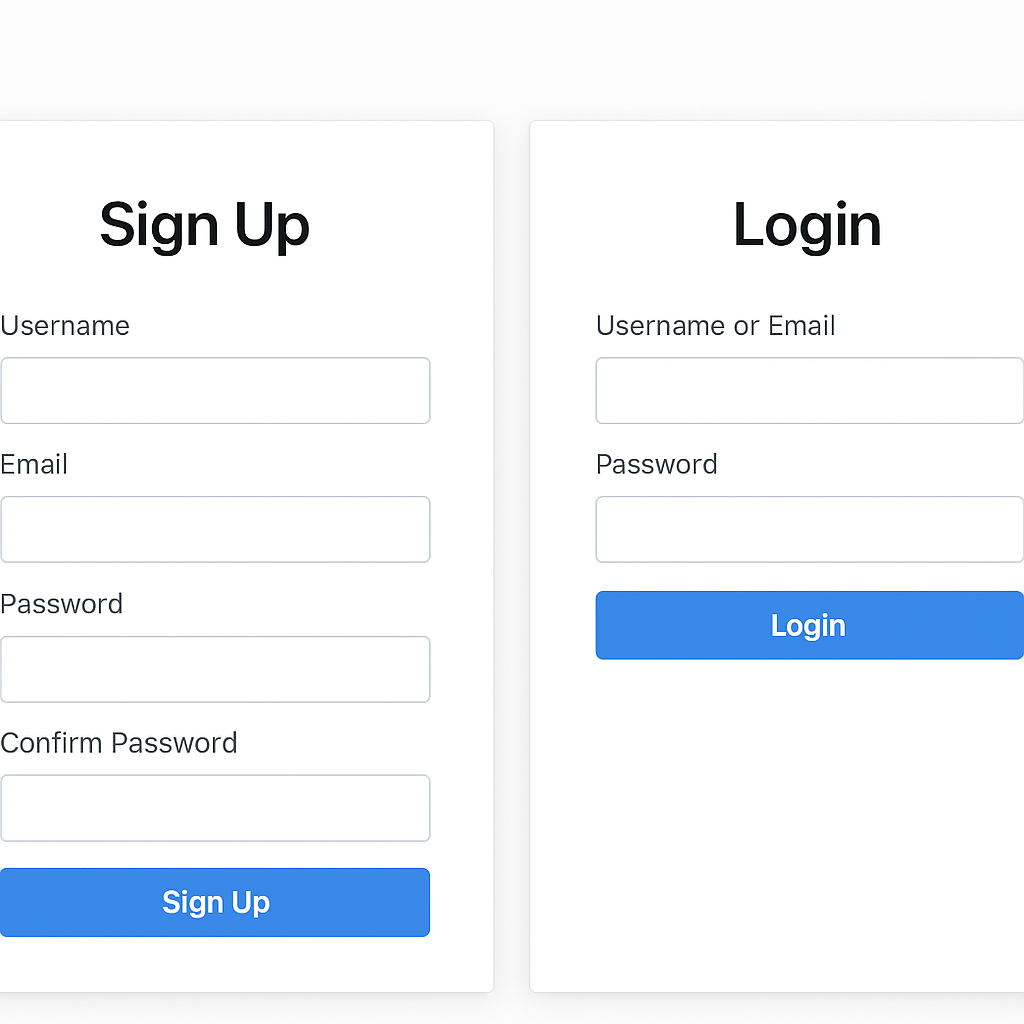 Sign Up
Username
Email
Password
Confirm Password
Sign Up
Login
Username or Email
Password
Login